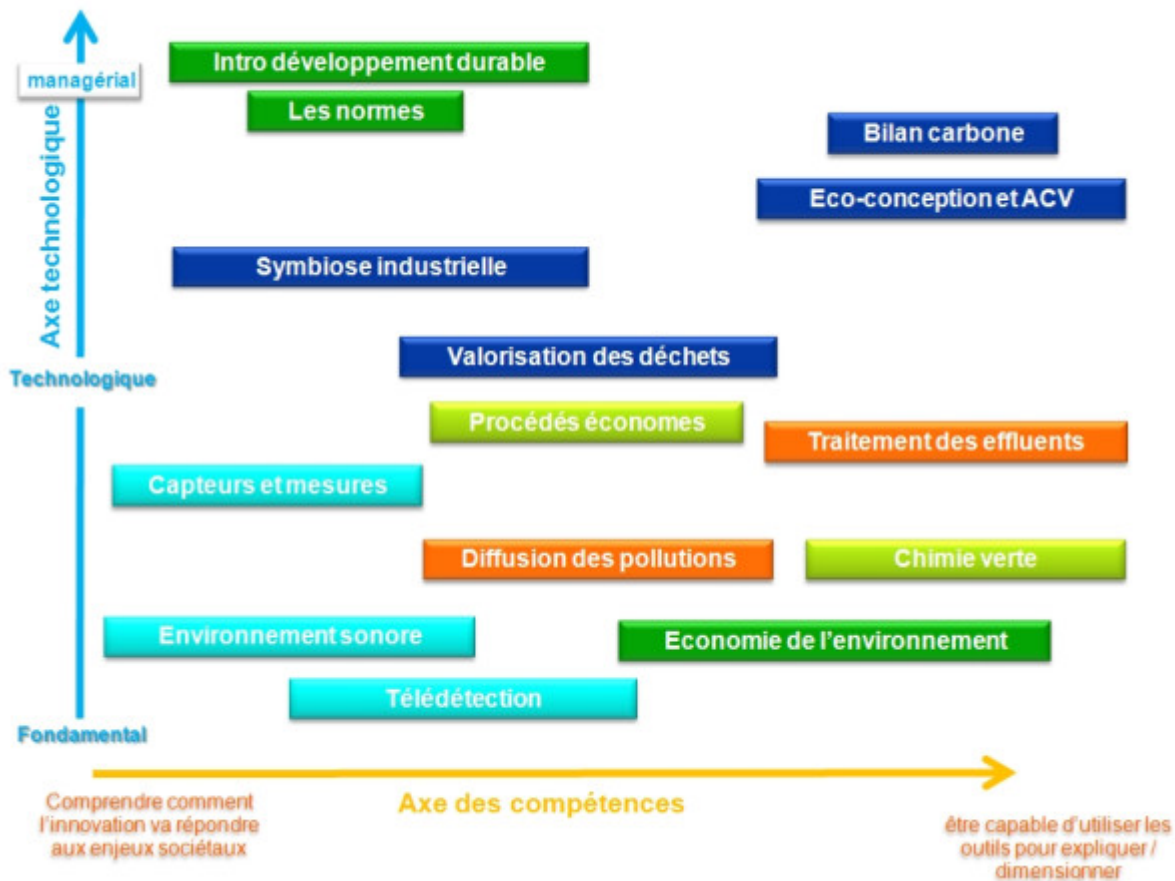 managérial
Axe technologique
Intro développement durable
Les normes
Bilan carbone
Eco-conception et ACV
Symbiose industrielle
Valorisation des déchets
Technologique
Procédés économes
Traitement des effluents
Capteurs et mesures
Diffusion des pollutions
Chimie verte
Environnement sonore
Economie de l'environnement
Télédétection
Fondamental
Axe des compétences
Comprendre comment
l'innovation va répondre
aux enjeux sociétaux
être capable d'utiliser les
outils pour expliquer /
dimensionner